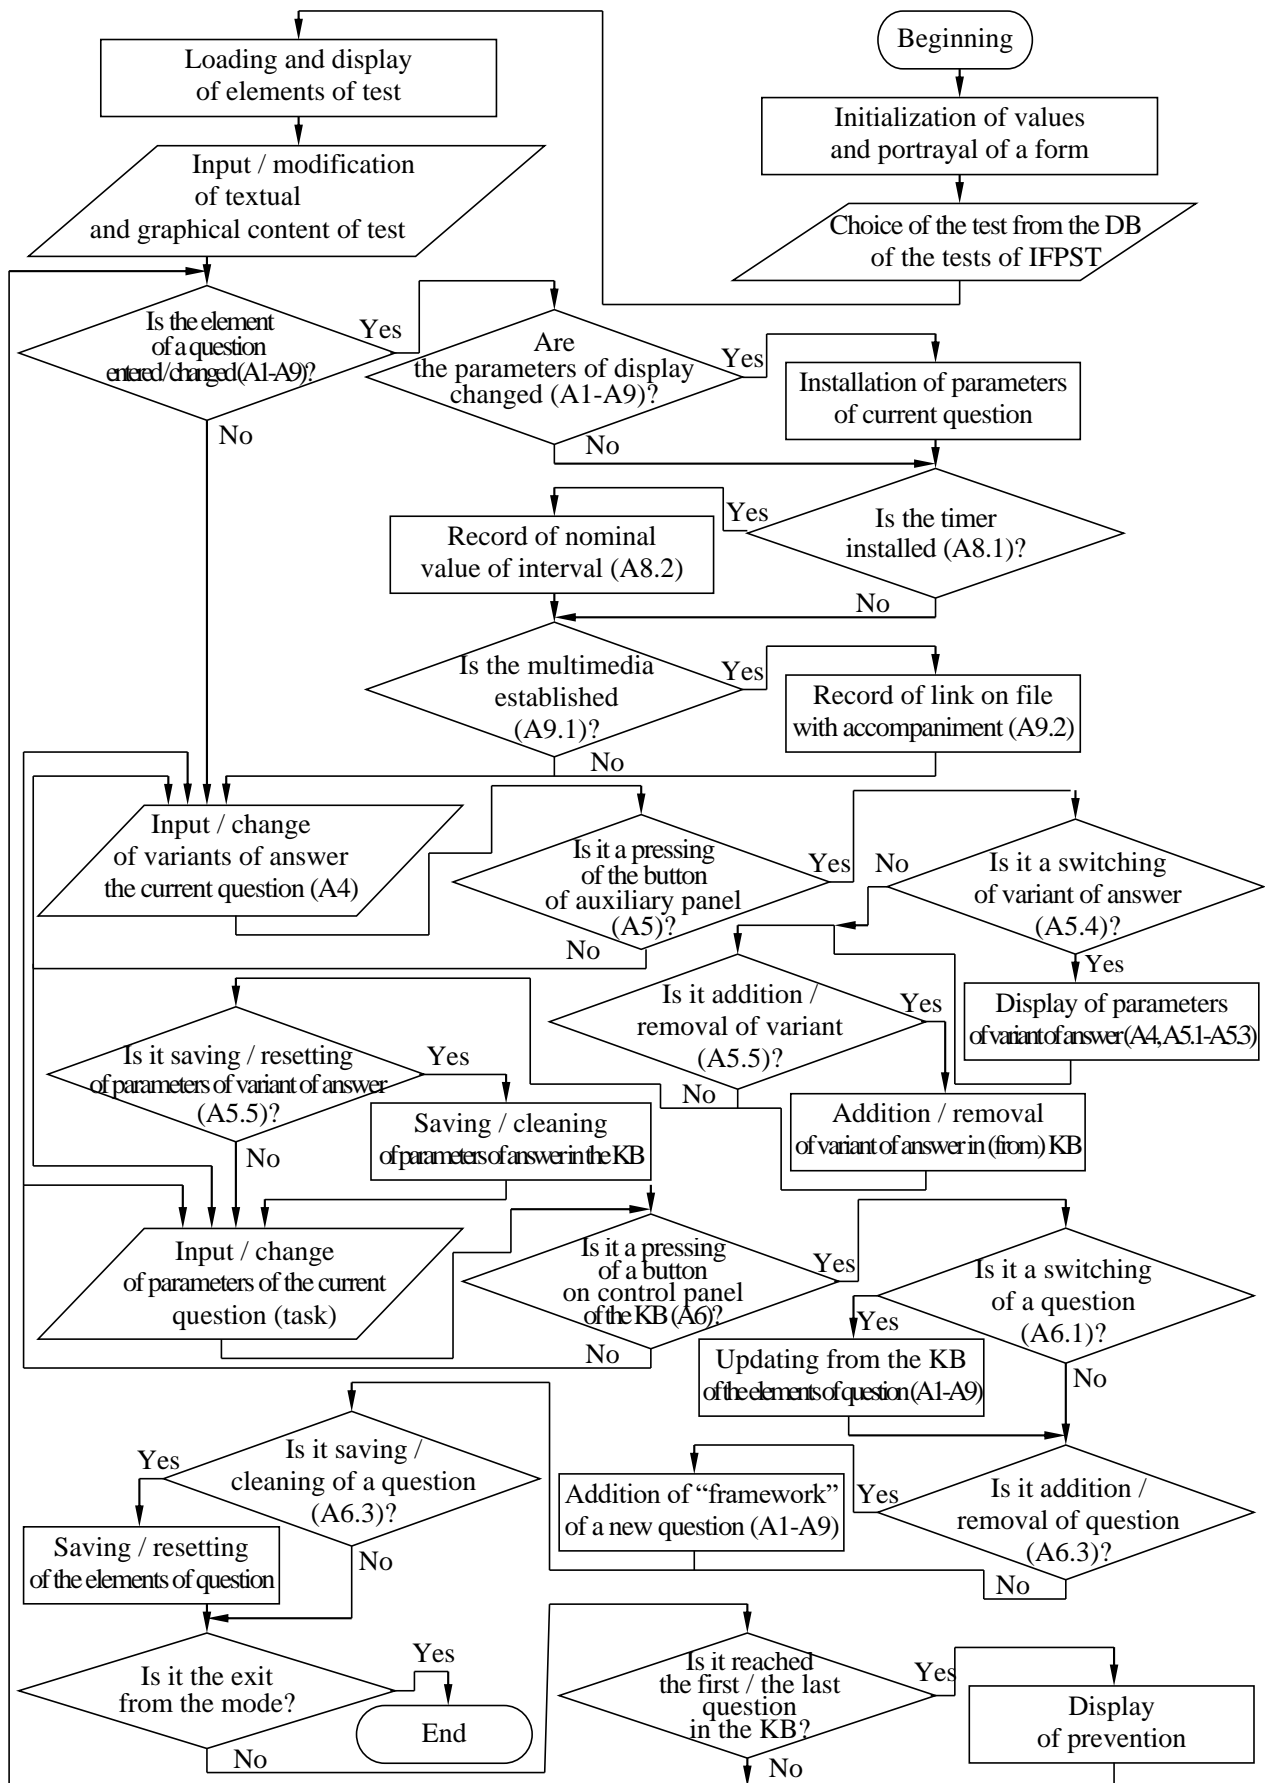 Beginning
Initialization of values
and portrayal of a form
Choice of the test from the DB
of the tests of IFPST
Loading and display
of elements of test
Input / modification
of textual
and graphical content of test
Is the element
of a question
entered/changed (A1-A9)?
Yes
No
Are
the parameters of display
changed (A1-A9)?
Yes
No
Installation of parameters
of current question
Is the timer
installed (A8.1)?
Yes
No
Record of nominal
value of interval (A8.2)
Is the multimedia
established
(A9.1)?
Yes
No
Record of link on file
with accompaniment (A9.2)
Input / change
of variants of answer
the current question (A4)
Is it a pressing
of the button
of auxiliary panel
(A5)?
Yes
No
Is it a switching
of variant of answer
(A5.4)?
No
Yes
Display of parameters
of variant of answer (A4, A5.1-A5.3)
Is it addition /
removal of variant
(A5.5)?
Yes
No
Addition / removal
of variant of answer in (from) KB
Is it saving / resetting
of parameters of variant of answer
(A5.5)?
Yes
No
Saving / cleaning
of parameters of answer in the KB
Input / change
of parameters of the current
question (task)
Is it a pressing
of a button
on control panel
of the KB (A6)?
Yes
No
Is it a switching
of a question
(A6.1)?
Yes
No
Updating from the KB
of the elements of question (A1-A9)
Is it addition /
removal of question
(A6.3)?
Yes
No
Addition of “framework”
of a new question (A1-A9)
Is it saving /
cleaning of a question
(A6.3)?
Yes
No
Saving / resetting
of the elements of question
Is it the exit
from the mode?
Yes
No
End
Is it reached
the first / the last
question
in the KB?
Yes
No
Display
of prevention